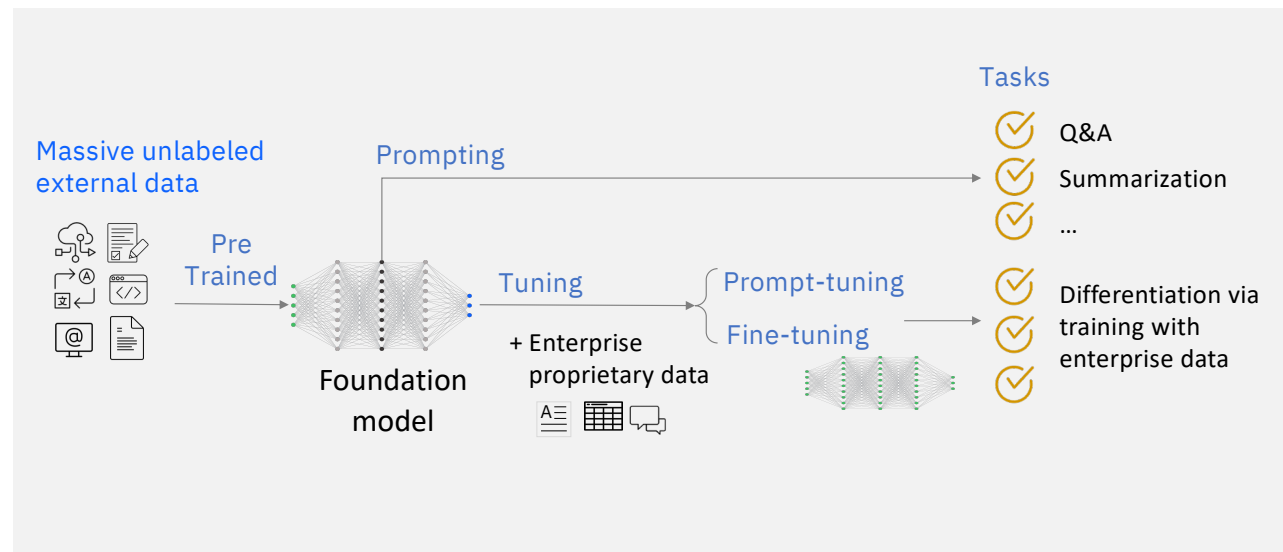 Tasks
Massive unlabeled
external data
Prompting
Q&A
Summarization
...
Pre
Trained
A
文
</>
@
Tuning
Prompt-tuning
Fine-tuning
Differentiation via
training with
enterprise data
+ Enterprise
proprietary data
A
Foundation
model